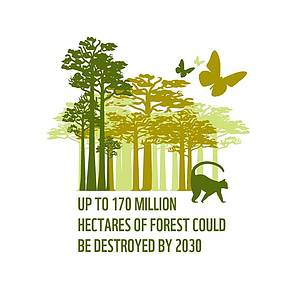 UP TO 170 MILLION
HECTARES OF FOREST COULD
BE DESTROYED BY 2030